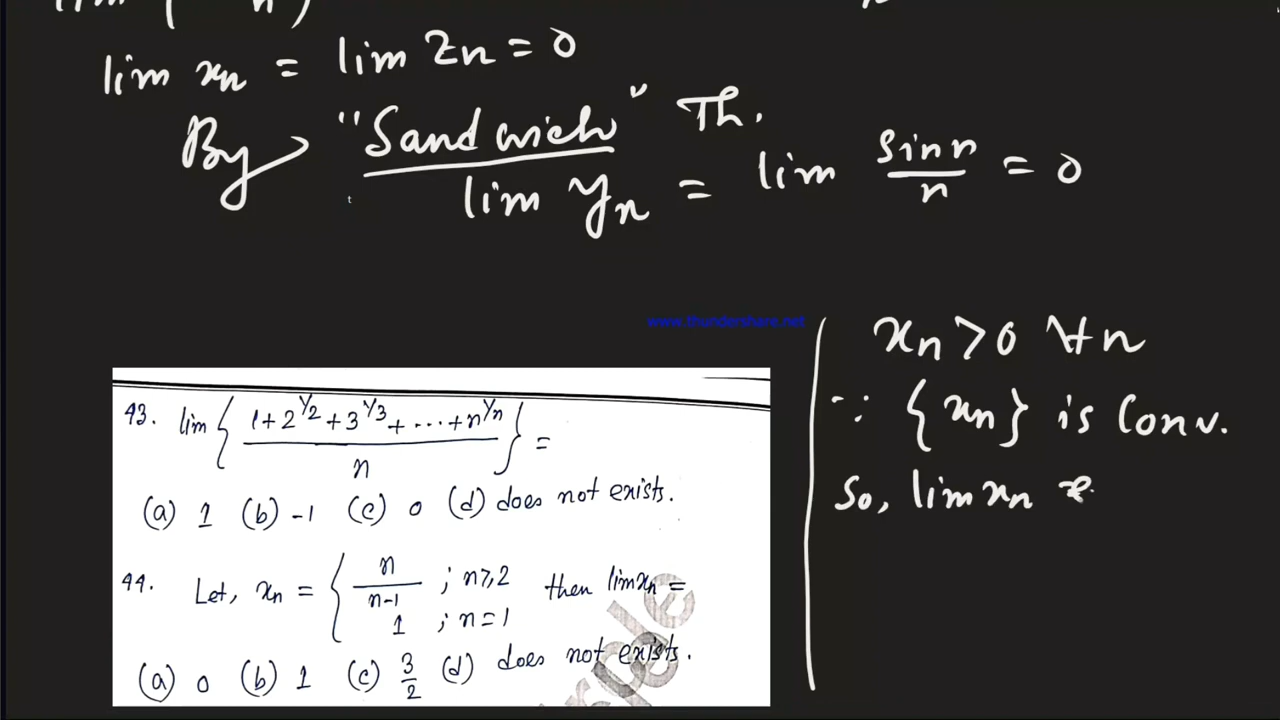 lim xₙ = lim Zₙ = 0
By "Sandwich" Th.
lim yₙ = lim sin n / n = 0
www.thundershare.net
43. lim { (1 + 2^1/2 + 3^1/3 + ... + n^1/n) / n } =
(a) 1 (b) -1 (c) 0 (d) does not exists.
44. Let, xₙ = { n/(n-1) ; n≥2
1 ; n=1 then lim xₙ =
(a) 0 (b) 1 (c) 3/2 (d) does not exists.
xₙ > 0 ∀ n
∵ {xₙ} is Conv.
So, lim xₙ